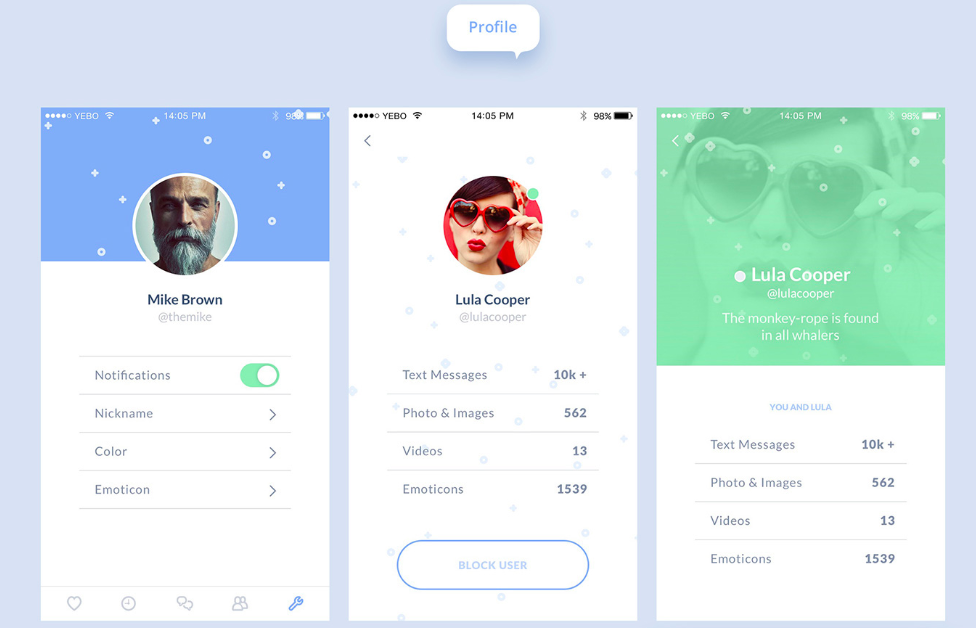 Profile
YEBO 14:05 PM 98%
Mike Brown
@themike
Notifications
Nickname
Color
Emoticon
YEBO 14:05 PM 98%
Lula Cooper
@lulacooper
Text Messages 10k +
Photo & Images 562
Videos 13
Emoticons 1539
BLOCK USER
YEBO 14:05 PM 98%
Lula Cooper
@lulacooper
The monkey-rope is found
in all whalers
YOU AND LULA
Text Messages 10k +
Photo & Images 562
Videos 13
Emoticons 1539